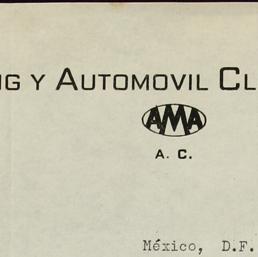 NG Y AUTOMOVIL CL
AMA
A. C.
México, D.F.